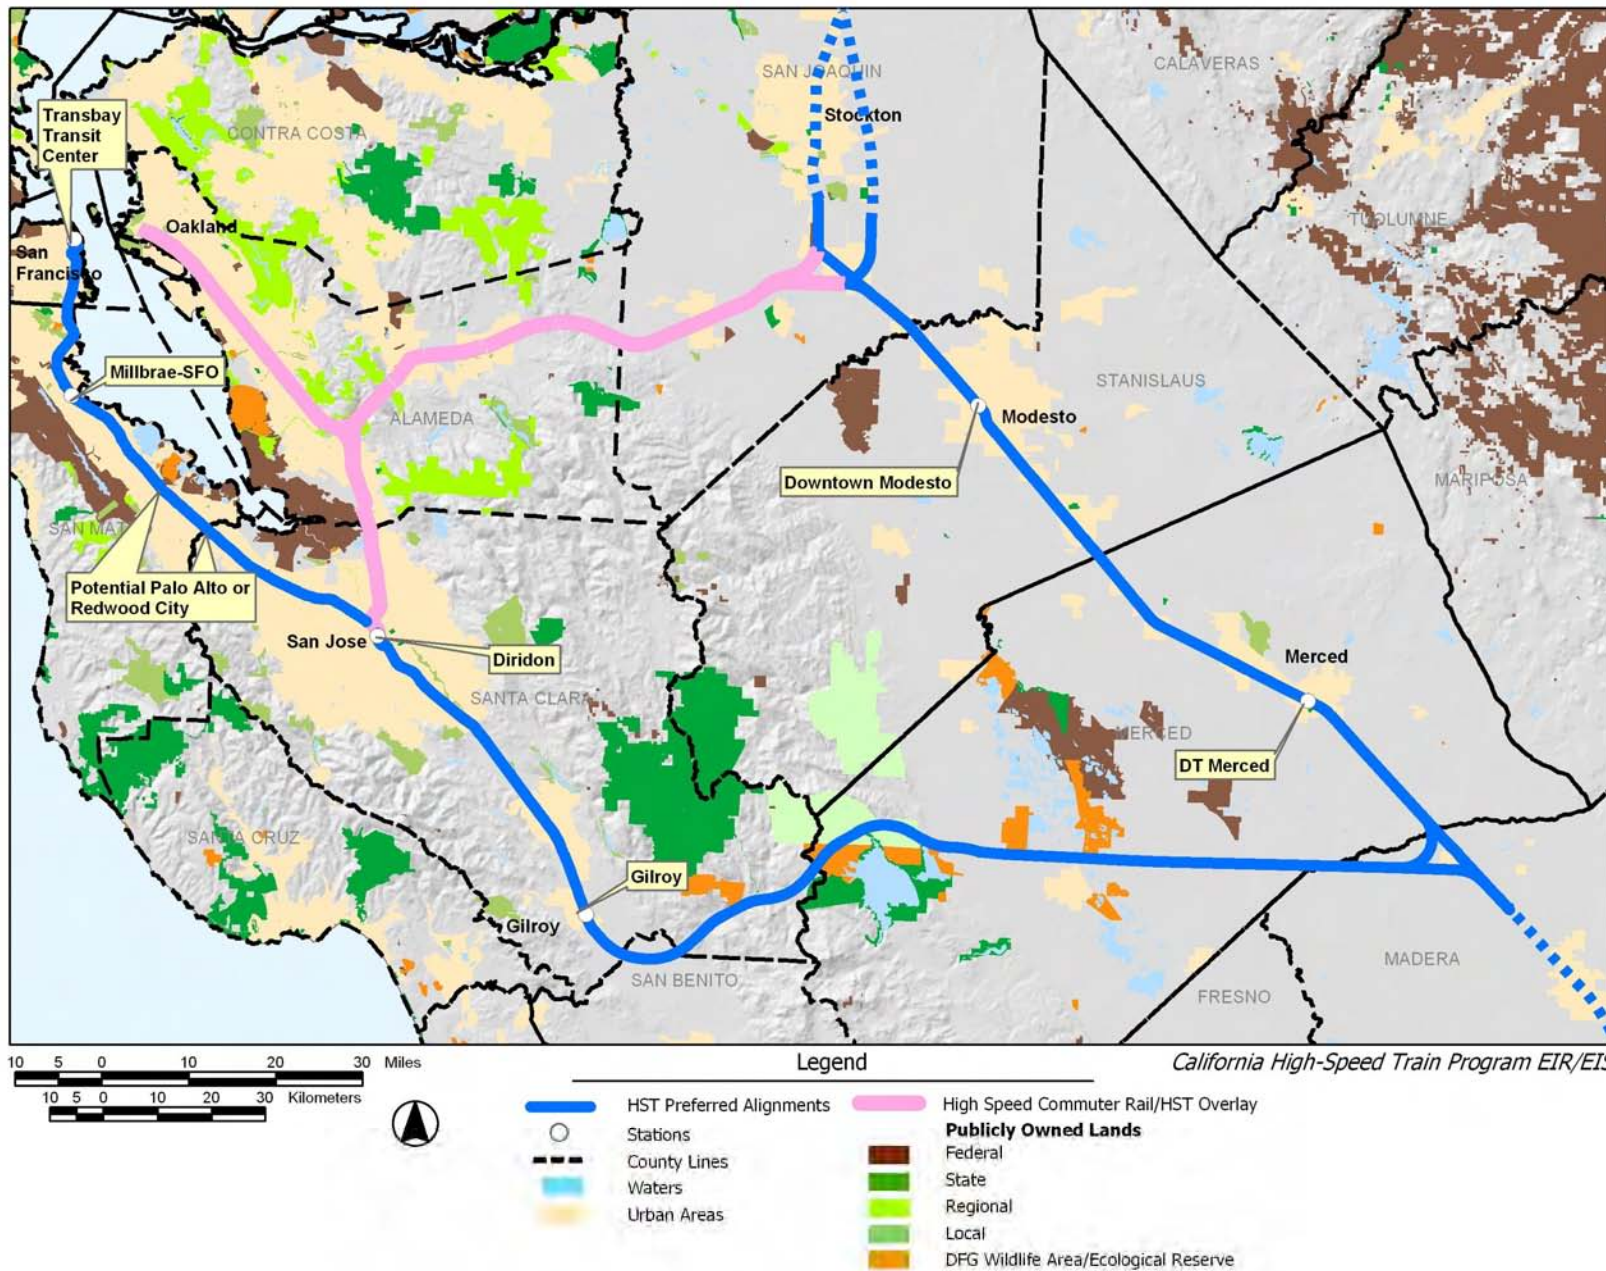 CALAVERAS
SAN JOAQUIN
Transbay
Transit
Center
Stockton
CONTRA COSTA
TUOLUMNE
Oakland
San
Francisco
Millbrae-SFO
STANISLAUS
ALAMEDA
Modesto
Downtown Modesto
MARIPOSA
SAN MAT
Potential Palo Alto or
Redwood City
San Jose
Diridon
Merced
SANTA CLARA
MERCED
DT Merced
SANTA CRUZ
Gilroy
Gilroy
SAN BENITO
MADERA
FRESNO
10 5 0 10 20 30 Miles
10 5 0 10 20 30 Kilometers
Legend
California High-Speed Train Program EIR/EIS
HST Preferred Alignments
Stations
County Lines
Waters
Urban Areas
High Speed Commuter Rail/HST Overlay
Publicly Owned Lands
Federal
State
Regional
Local
DFG Wildlife Area/Ecological Reserve